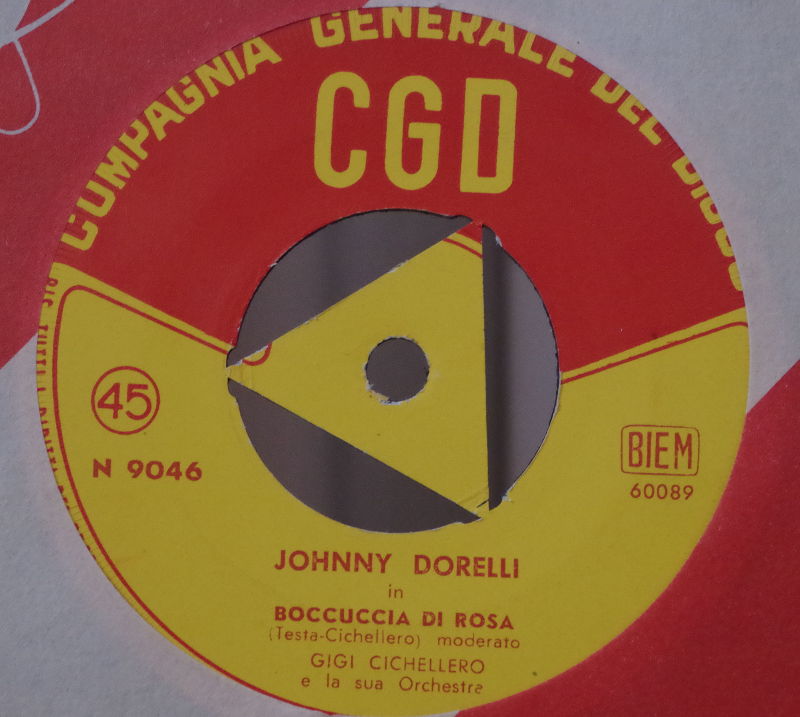 COMPAGNIA GENERALE DEL DISCO
CGD
45
N 9046
BIEM
60089
JOHNNY DORELLI
in
BOCCUCCIA DI ROSA
(Testa-Cichellero) moderato
GIGI CICHELLERO
e la sua Orchestra